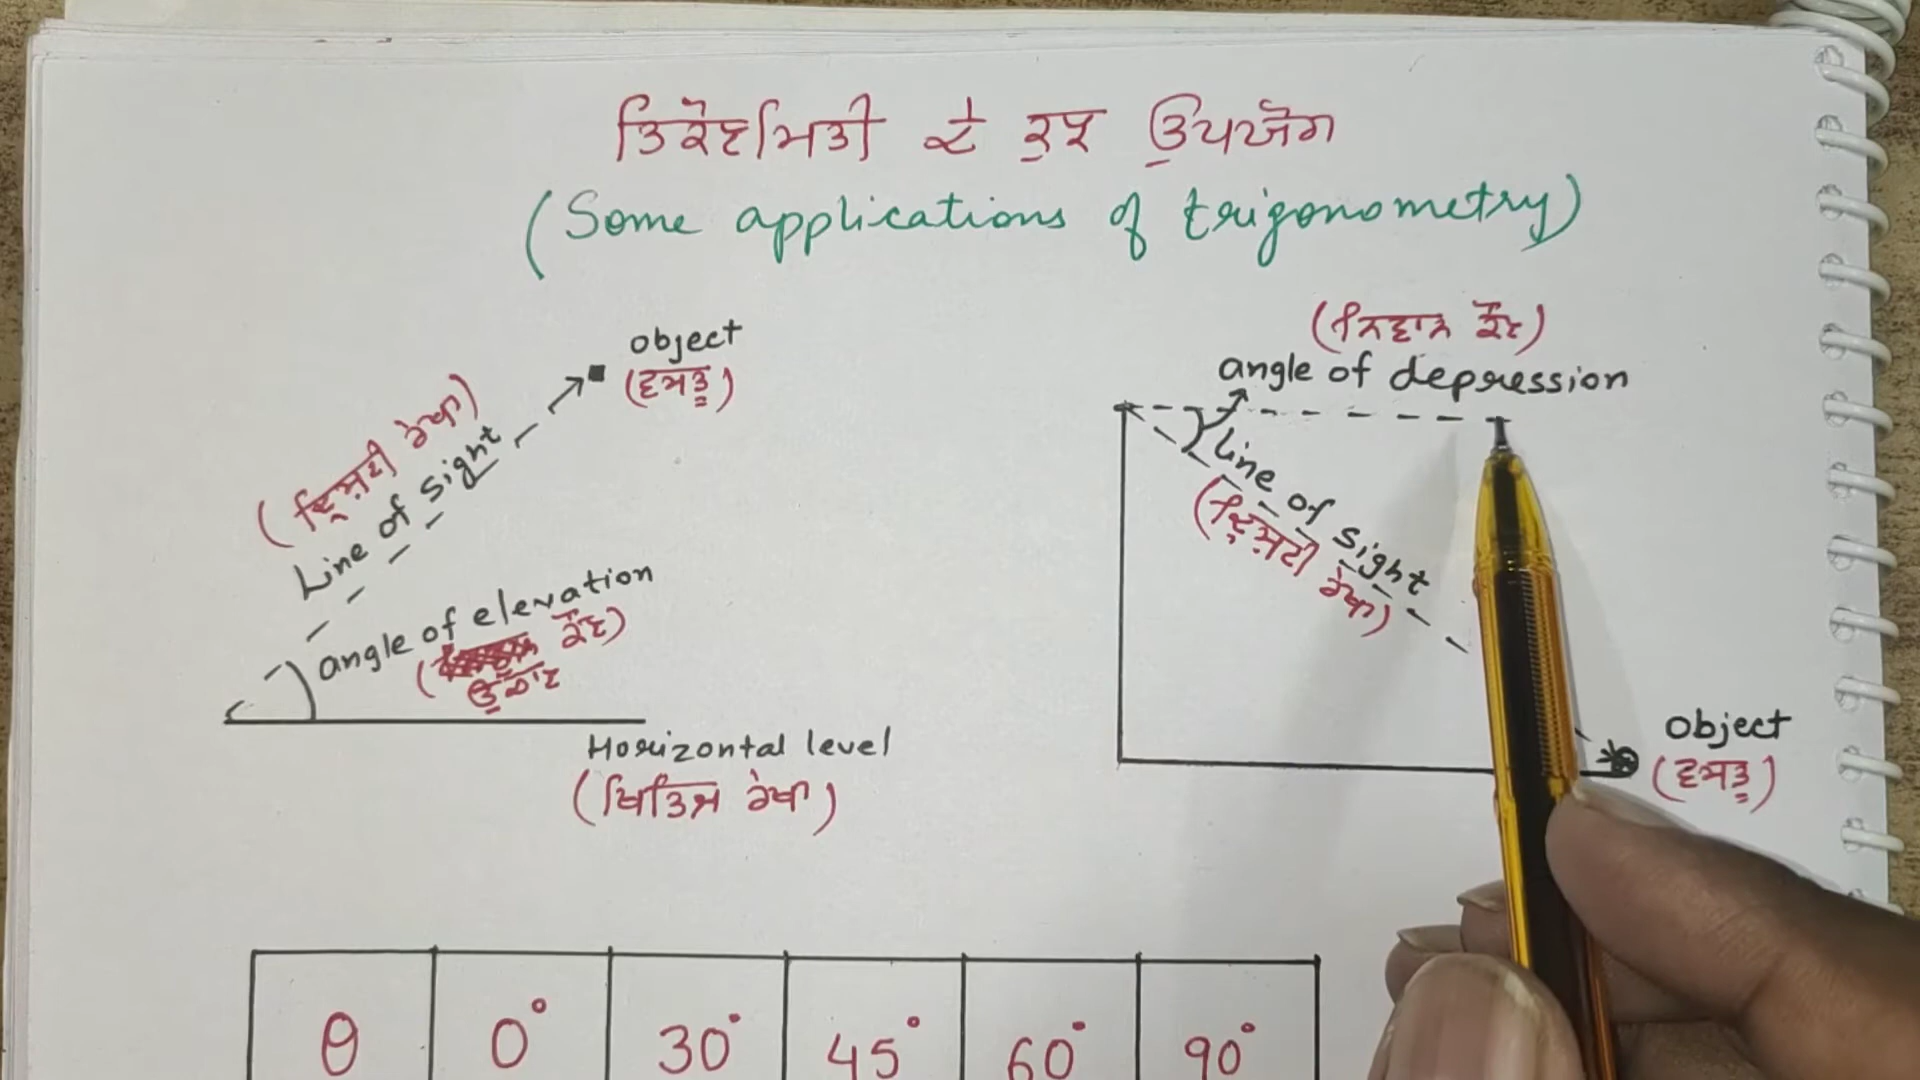 ਤਿਕੋਣਮਿਤੀ ਦੇ ਕੁਝ ਉਪਯੋਗ
(Some applications of trigonometry)
object
(ਵਸਤੂ)
(ਦ੍ਰਿਸ਼ਟੀ ਰੇਖਾ)
Line of sight
angle of elevation
ਕੋਣ)
ਉਚਾਣ
Horizontal level
(ਖਿਤਿਜ ਰੇਖਾ)
(ਨਿਵਾਨ ਕੋਣ)
angle of depression
Line of sight
(ਦ੍ਰਿਸ਼ਟੀ ਰੇਖਾ)
object
(ਵਸਤੂ)
θ 0° 30° 45° 60° 90°